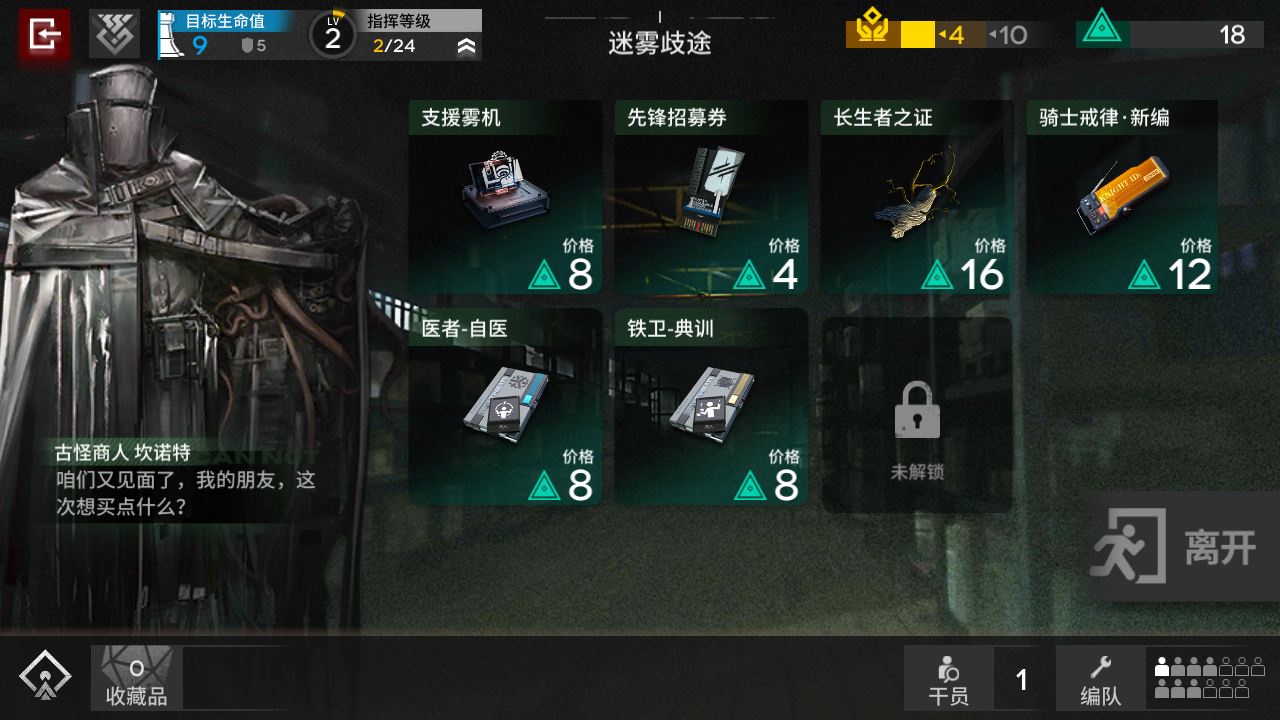 目标生命值
9
5
LV
2
指挥等级
2/24
迷雾歧途
4
10
18
支援雾机
价格
8
先锋招募券
价格
4
长生者之证
价格
16
骑士戒律·新编
KNIGHT ID.
价格
12
医者-自医
价格
8
铁卫-典训
价格
8
未解锁
古怪商人 坎诺特
CANNOT
咱们又见面了，我的朋友，这
次想买点什么？
离开
0
收藏品
干员
1
编队